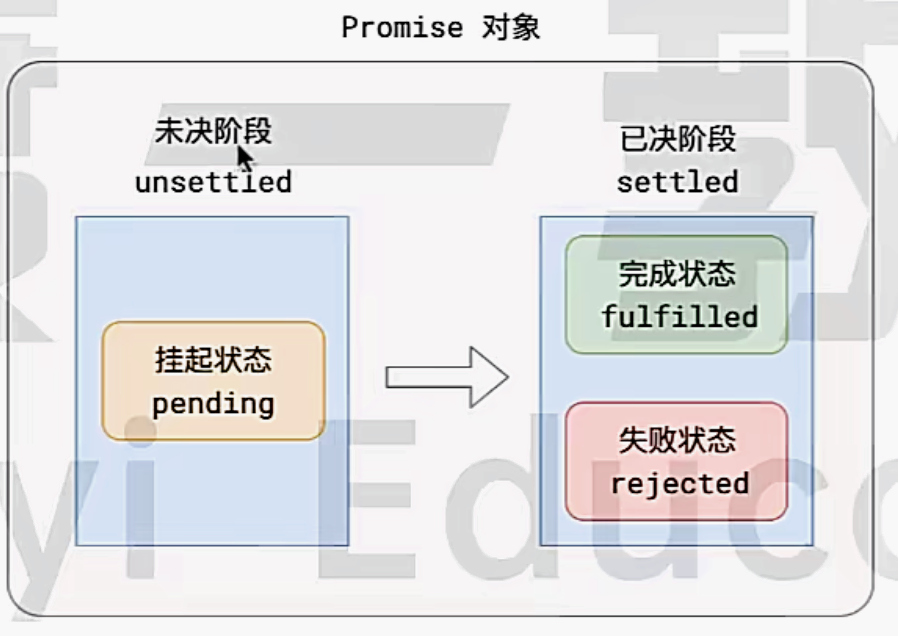 Promise 对象
未决阶段
unsettled
挂起状态
pending
已决阶段
settled
完成状态
fulfilled
失败状态
rejected
yi Educ